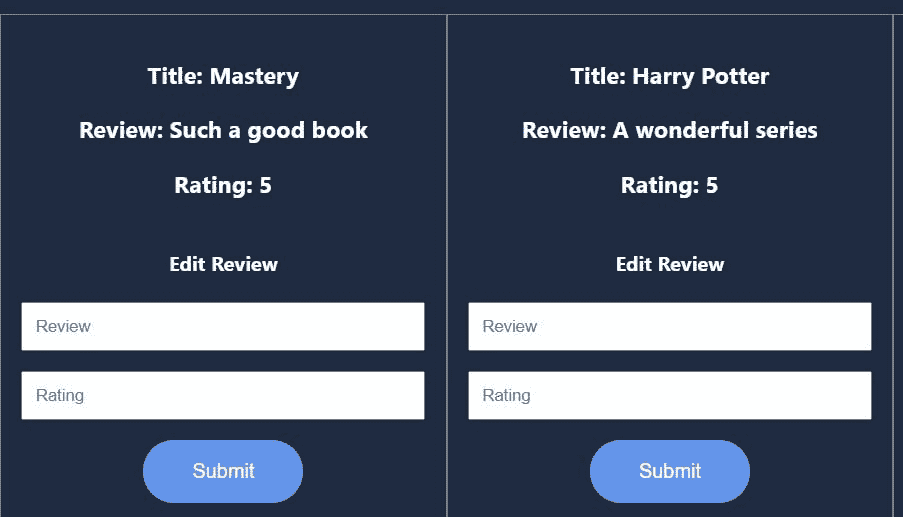 Title: Mastery
Review: Such a good book
Rating: 5
Edit Review
Review
Rating
Submit
Title: Harry Potter
Review: A wonderful series
Rating: 5
Edit Review
Review
Rating
Submit